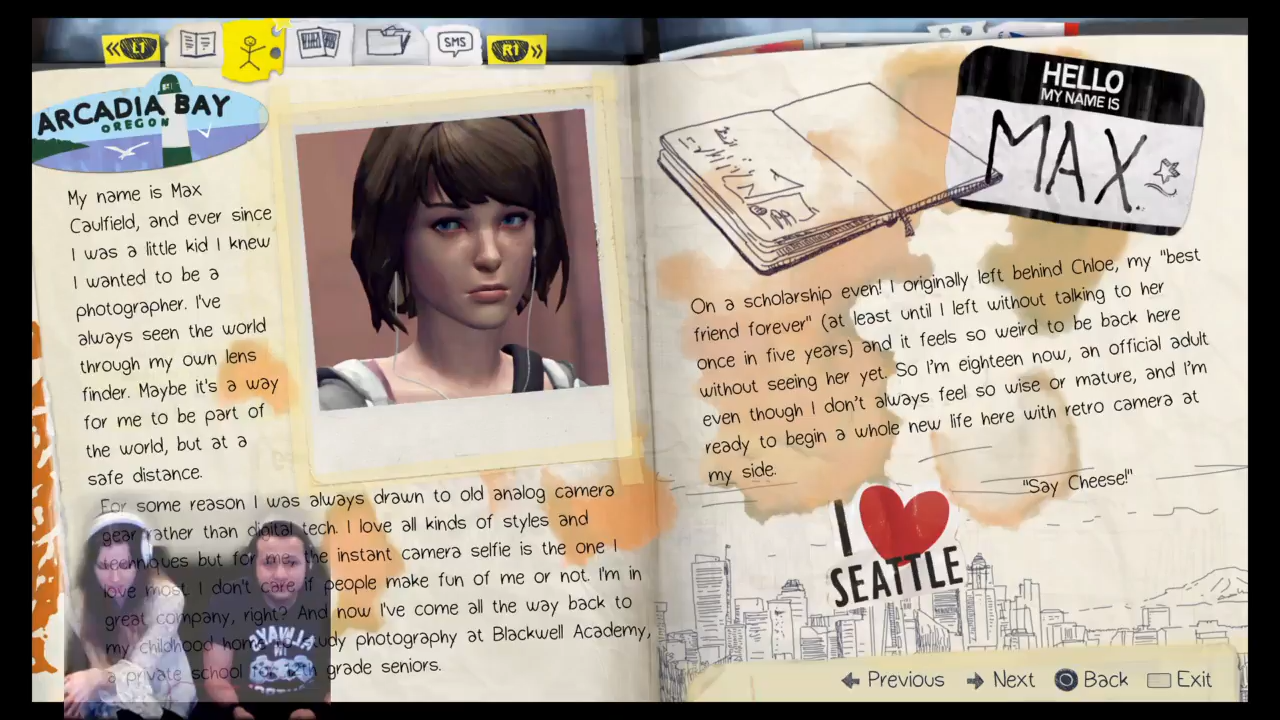 L1
SMS
R1
ARCADIA BAY
OREGON
My name is Max
Caulfield, and ever since
I was a little kid I knew
I wanted to be a
photographer. I've
always seen the world
through my own lens
finder. Maybe it's a way
for me to be part of
the world, but at a
safe distance.
For some reason I was always drawn to old analog camera
gear rather than digital tech. I love all kinds of styles and
techniques but for me, the instant camera selfie is the one I
love most. I don't care if people make fun of me or not. I'm in
great company, right? And now I've come all the way back to
my childhood home study photography at Blackwell Academy,
a private school for 12th grade seniors.
HELLO
MY NAME IS
MAX.
On a scholarship even! I originally left behind Chloe, my "best
friend forever" (at least until I left without talking to her
once in five years) and it feels so weird to be back here
without seeing her yet. So I'm eighteen now, an official adult
even though I don't always feel so wise or mature, and I'm
ready to begin a whole new life here with retro camera at
my side.
"Say Cheese!"
I
SEATTLE
Previous Next Back Exit